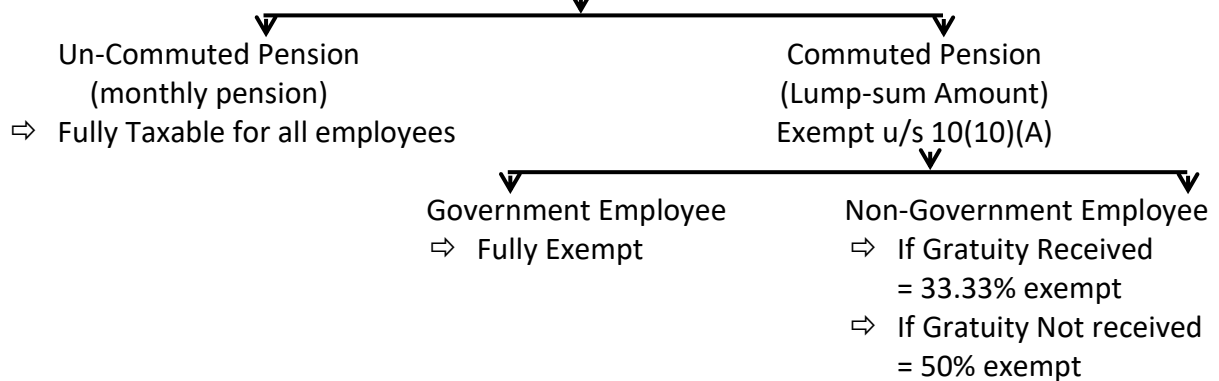 Un-Commuted Pension
(monthly pension)
⇨ Fully Taxable for all employees
Commuted Pension
(Lump-sum Amount)
Exempt u/s 10(10)(A)
Government Employee
⇨ Fully Exempt
Non-Government Employee
⇨ If Gratuity Received
= 33.33% exempt
⇨ If Gratuity Not received
= 50% exempt